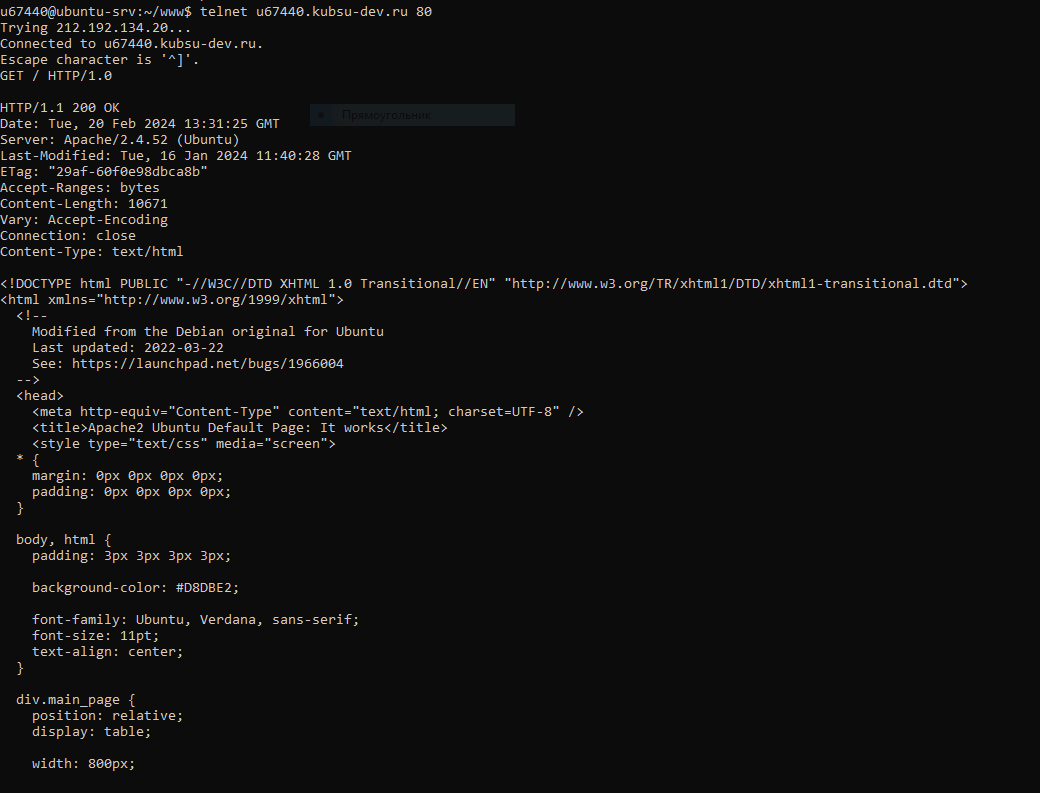 u67440@ubuntu-srv:~/www$ telnet u67440.kubsu-dev.ru 80
Trying 212.192.134.20...
Connected to u67440.kubsu-dev.ru.
Escape character is '^]'.
GET / HTTP/1.0
HTTP/1.1 200 OK
Прямоугольник
Date: Tue, 20 Feb 2024 13:31:25 GMT
Server: Apache/2.4.52 (Ubuntu)
Last-Modified: Tue, 16 Jan 2024 11:40:28 GMT
ETag: "29af-60f0e98dbca8b"
Accept-Ranges: bytes
Content-Length: 10671
Vary: Accept-Encoding
Connection: close
Content-Type: text/html
<!DOCTYPE html PUBLIC "-//W3C//DTD XHTML 1.0 Transitional//EN" "http://www.w3.org/TR/xhtml1/DTD/xhtml1-transitional.dtd">
<html xmlns="http://www.w3.org/1999/xhtml">
<!--
Modified from the Debian original for Ubuntu
Last updated: 2022-03-22
See: https://launchpad.net/bugs/1966004
-->
<head>
<meta http-equiv="Content-Type" content="text/html; charset=UTF-8" />
<title>Apache2 Ubuntu Default Page: It works</title>
<style type="text/css" media="screen">
* {
margin: 0px 0px 0px 0px;
padding: 0px 0px 0px 0px;
}
body, html {
padding: 3px 3px 3px 3px;
background-color: #D8DBE2;
font-family: Ubuntu, Verdana, sans-serif;
font-size: 11pt;
text-align: center;
}
div.main_page {
position: relative;
display: table;
width: 800px;